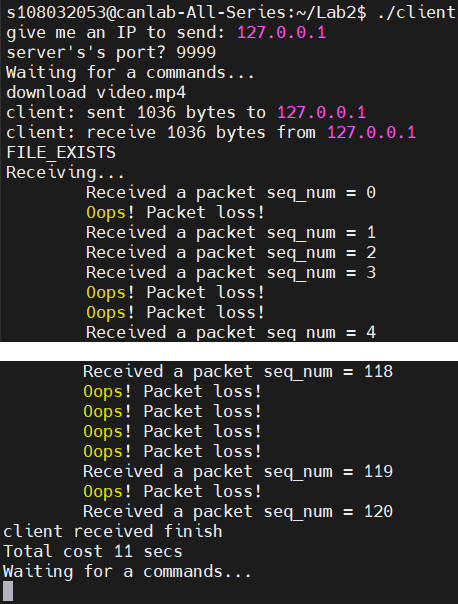 s108032053@canlab-All-Series:~/Lab2$ ./client
give me an IP to send: 127.0.0.1
server's's port? 9999
Waiting for a commands...
download video.mp4
client: sent 1036 bytes to 127.0.0.1
client: receive 1036 bytes from 127.0.0.1
FILE_EXISTS
Receiving...
Received a packet seq_num = 0
Oops! Packet loss!
Received a packet seq_num = 1
Received a packet seq_num = 2
Received a packet seq_num = 3
Oops! Packet loss!
Oops! Packet loss!
Received a packet seq_num = 4
Received a packet seq_num = 118
Oops! Packet loss!
Oops! Packet loss!
Oops! Packet loss!
Oops! Packet loss!
Received a packet seq_num = 119
Oops! Packet loss!
Received a packet seq_num = 120
client received finish
Total cost 11 secs
Waiting for a commands...